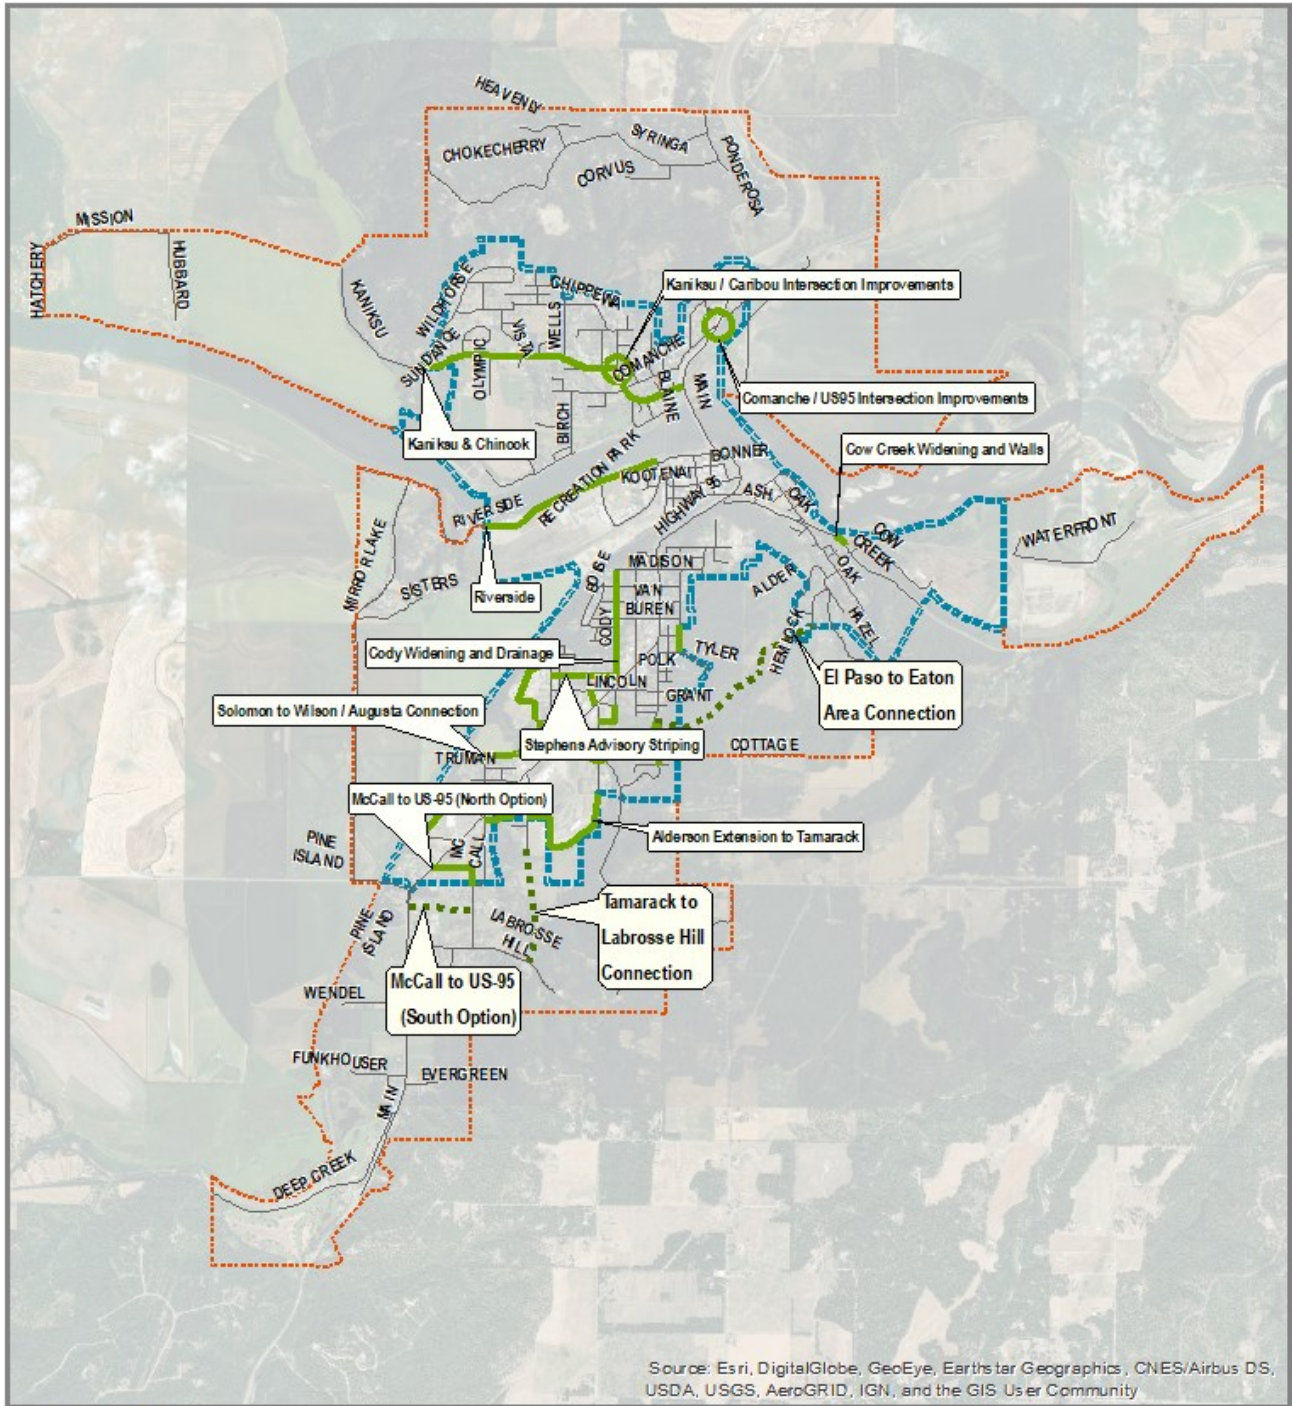 HEAVENLY
CHOKECHERRY
SYRINGA
CORVUS
PONDEROSA
MISSION
HATCHERY
HUBBARD
KANIKSU
WILDHORSE
CHIPPEWA
Kaniksu / Caribou Intersection Improvements
SUNDANCE
OLYMPIC
VISTA
WELLS
COMANCHE
BLAINE
MAIN
Comanche / US95 Intersection Improvements
BIRCH
Kaniksu & Chinook
Cow Creek Widening and Walls
RIVERSIDE
RECREATION PARK
KOOTENAI
BONNER
HIGHWAY 95
ASH
OAK
COW
CREEK
WATERFRONT
MIRROR LAKE
SISTERS
Riverside
BOISE
MADISON
VAN
BUREN
CODY
ALDER
OAK
HAZEL
HEMLOCK
Cody Widening and Drainage
POLK
TYLER
LINCOLN
GRANT
El Paso to Eaton
Area Connection
Solomon to Wilson / Augusta Connection
Stephens Advisory Striping
COTTAGE
TRUMAN
McCall to US-95 (North Option)
PINE
ISLAND
MC
CALL
Alderson Extension to Tamarack
PINE
ISLAND
LABROSSE
HILL
Tamarack to
Labrosse Hill
Connection
McCall to US-95
(South Option)
WENDEL
FUNKHOUSER
EVERGREEN
MAIN
DEEP CREEK
Source: Esri, DigitalGlobe, GeoEye, Earthstar Geographics, CNES/Airbus DS,
USDA, USGS, AeroGRID, IGN, and the GIS User Community